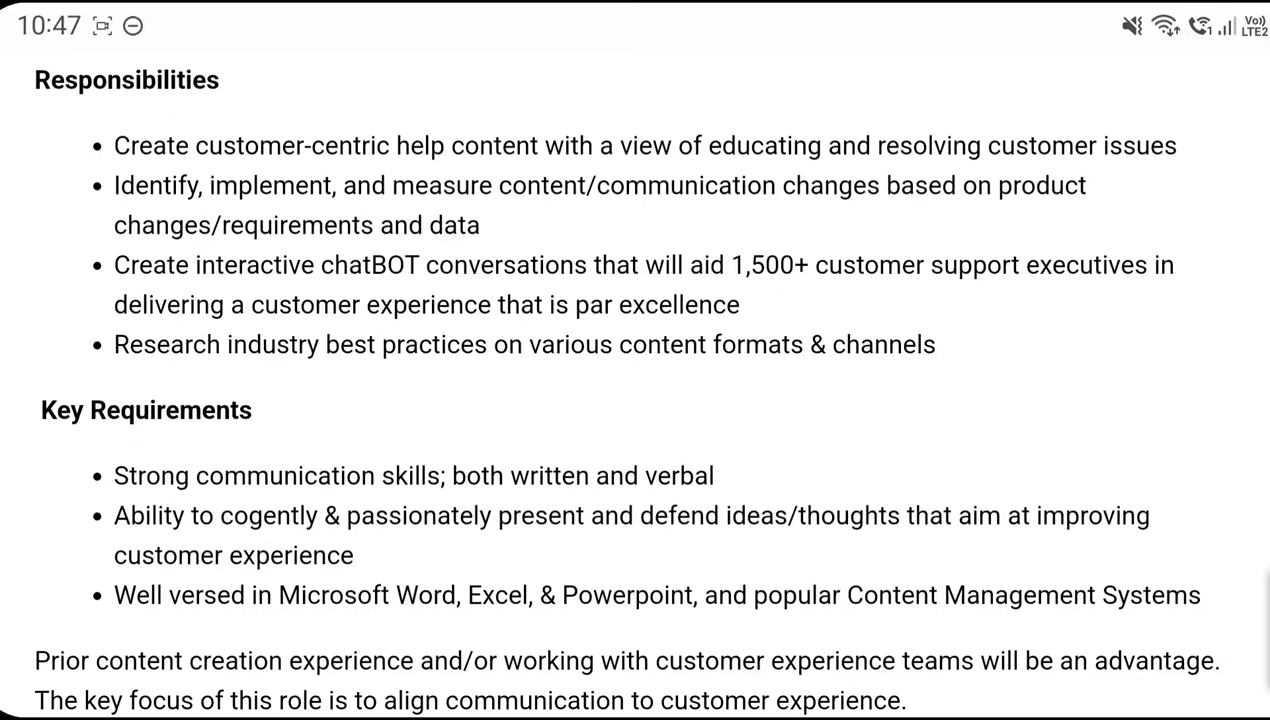 10:47
Vo))
LTE2
Responsibilities
• Create customer-centric help content with a view of educating and resolving customer issues
• Identify, implement, and measure content/communication changes based on product
changes/requirements and data
• Create interactive chatBOT conversations that will aid 1,500+ customer support executives in
delivering a customer experience that is par excellence
• Research industry best practices on various content formats & channels
Key Requirements
• Strong communication skills; both written and verbal
• Ability to cogently & passionately present and defend ideas/thoughts that aim at improving
customer experience
• Well versed in Microsoft Word, Excel, & Powerpoint, and popular Content Management Systems
Prior content creation experience and/or working with customer experience teams will be an advantage.
The key focus of this role is to align communication to customer experience.